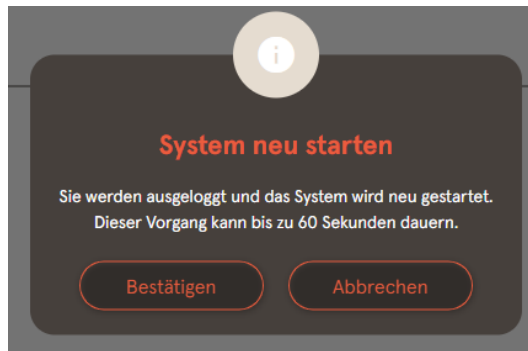 System neu starten
Sie werden ausgeloggt und das System wird neu gestartet.
Dieser Vorgang kann bis zu 60 Sekunden dauern.
Bestätigen
Abbrechen